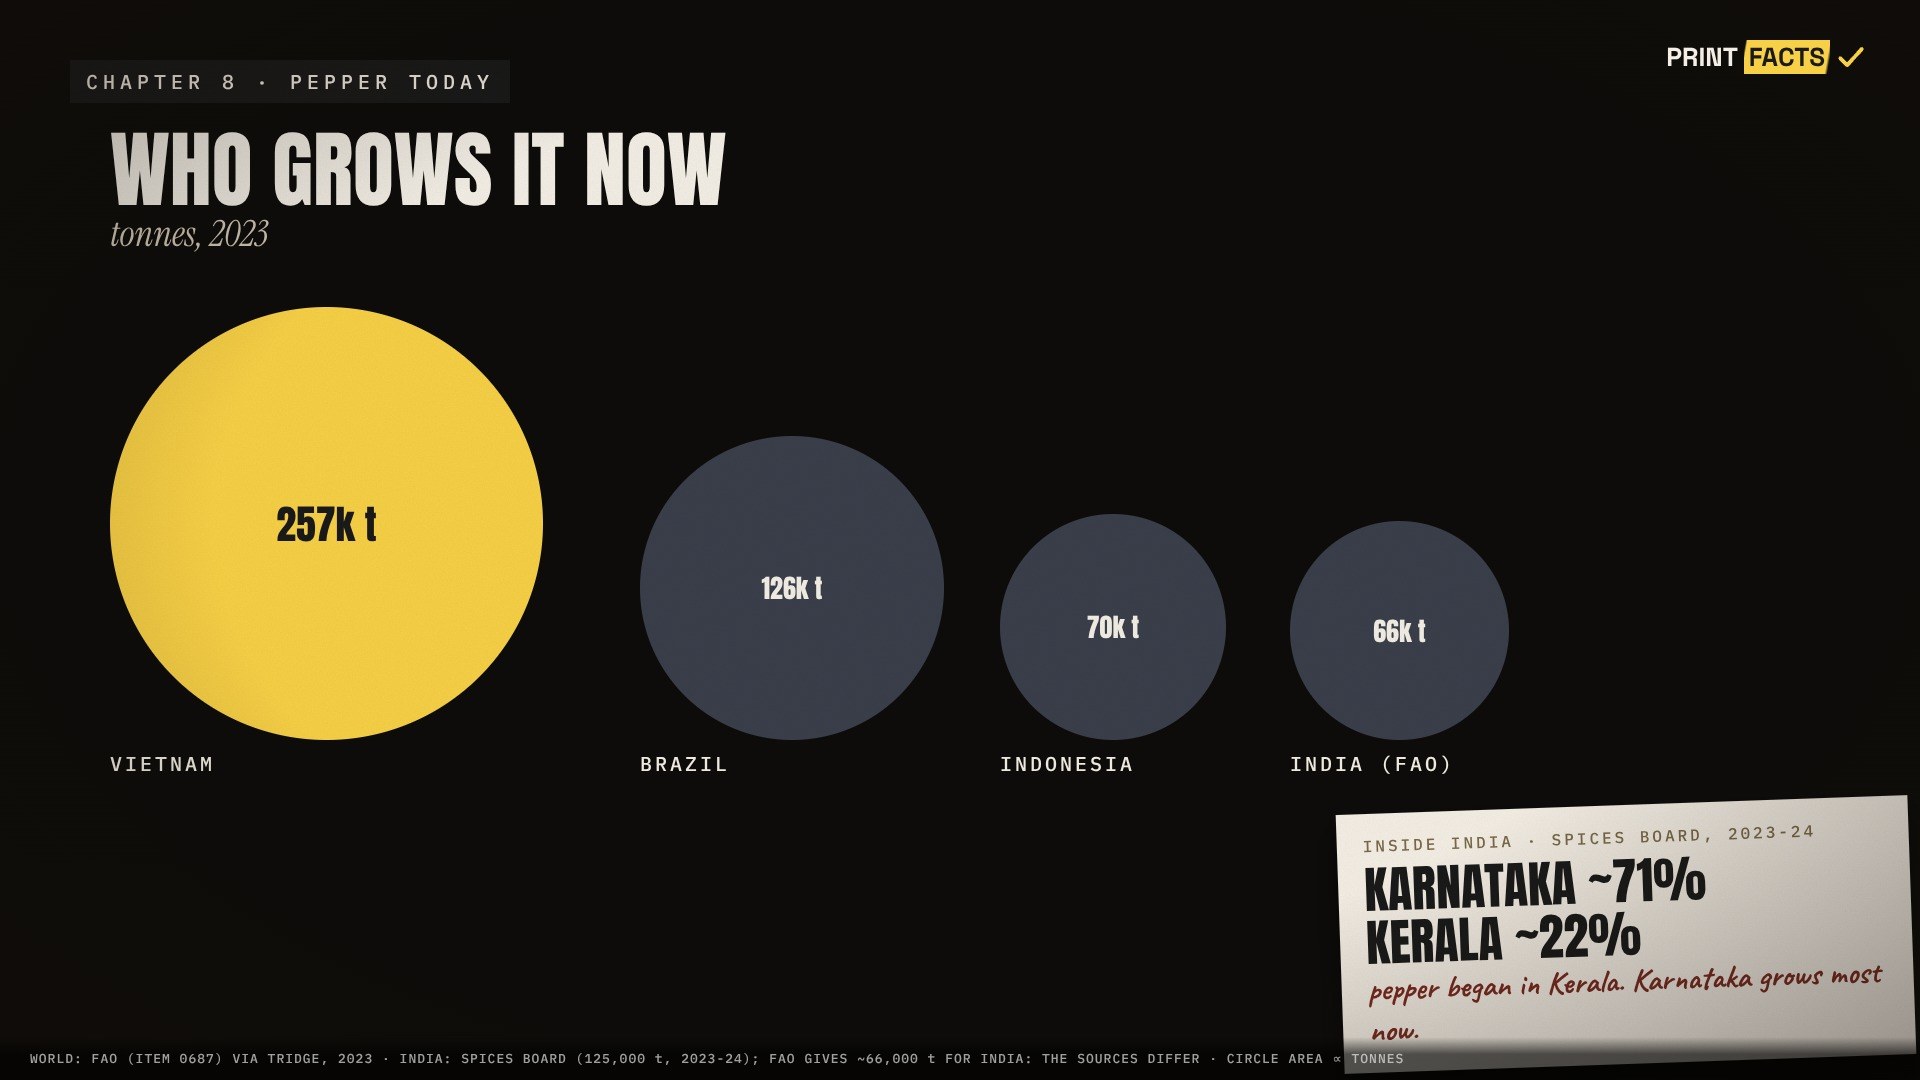 CHAPTER 8 · PEPPER TODAY
PRINT FACTS
WHO GROWS IT NOW
tonnes, 2023
257k t
126k t
70k t
66k t
VIETNAM
BRAZIL
INDONESIA
INDIA (FAO)
INSIDE INDIA · SPICES BOARD, 2023-24
KARNATAKA ~71%
KERALA ~22%
pepper began in Kerala. Karnataka grows most
now.
WORLD: FAO (ITEM 0687) VIA TRIDGE, 2023 · INDIA: SPICES BOARD (125,000 t, 2023-24); FAO GIVES ~66,000 t FOR INDIA: THE SOURCES DIFFER · CIRCLE AREA ∝ TONNES